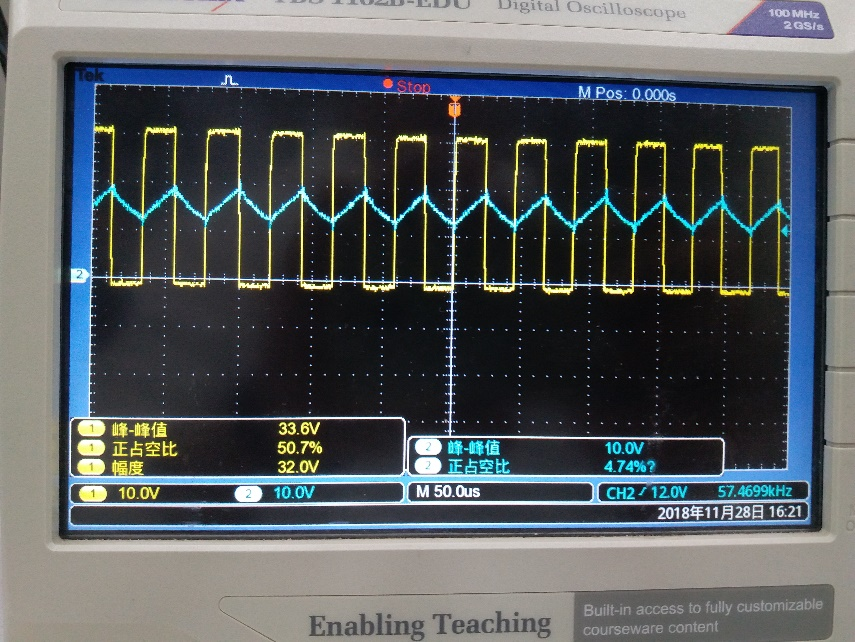 TBS 1102B-EDU Digital Oscilloscope
100 MHz
2 GS/s
Tek
Stop
M Pos: 0.000s
2
1 峰-峰值 33.6V
1 正占空比 50.7%
1 幅度 32.0V
2 峰-峰值 10.0V
2 正占空比 4.74%?
1 10.0V
2 10.0V
M 50.0us
CH2 12.0V 57.4699kHz
2018年11月28日 16:21
Enabling Teaching
Built-in access to fully customizable
courseware content